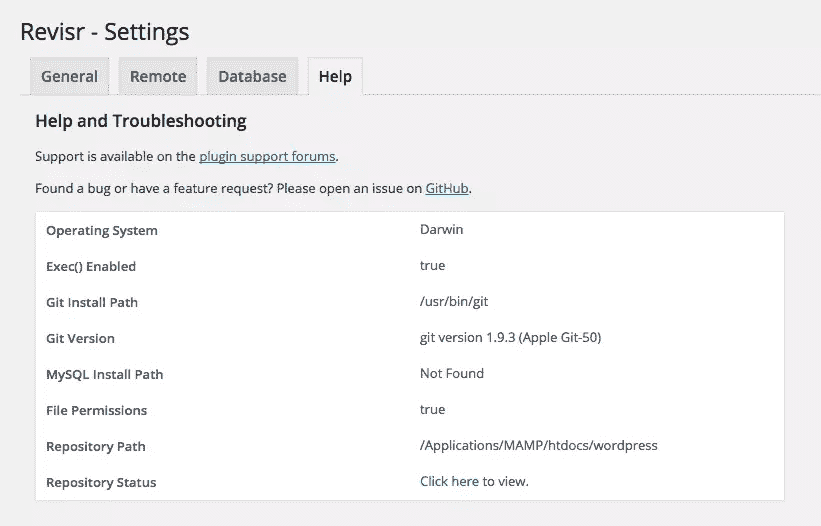 Revisr - Settings
General Remote Database Help
Help and Troubleshooting
Support is available on the plugin support forums.
Found a bug or have a feature request? Please open an issue on GitHub.
Operating System Darwin
Exec() Enabled true
Git Install Path /usr/bin/git
Git Version git version 1.9.3 (Apple Git-50)
MySQL Install Path Not Found
File Permissions true
Repository Path /Applications/MAMP/htdocs/wordpress
Repository Status Click here to view.